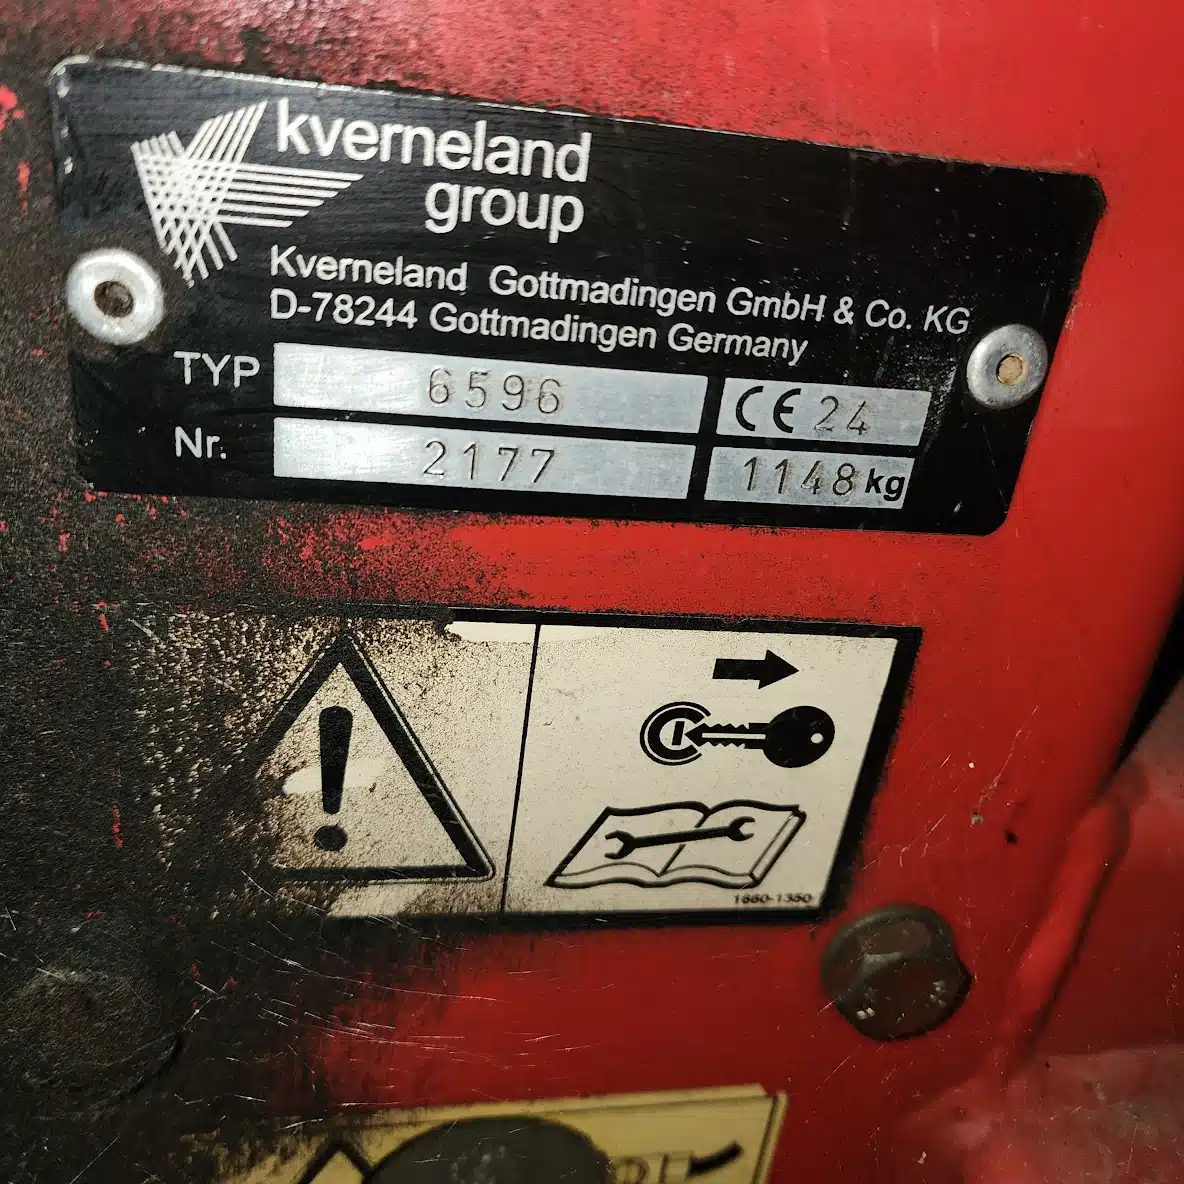 kverneland
group
Kverneland Gottmadingen GmbH & Co. KG
D-78244 Gottmadingen Germany
TYP 6596 CE 24
Nr. 2177 1148 kg
1660-1350